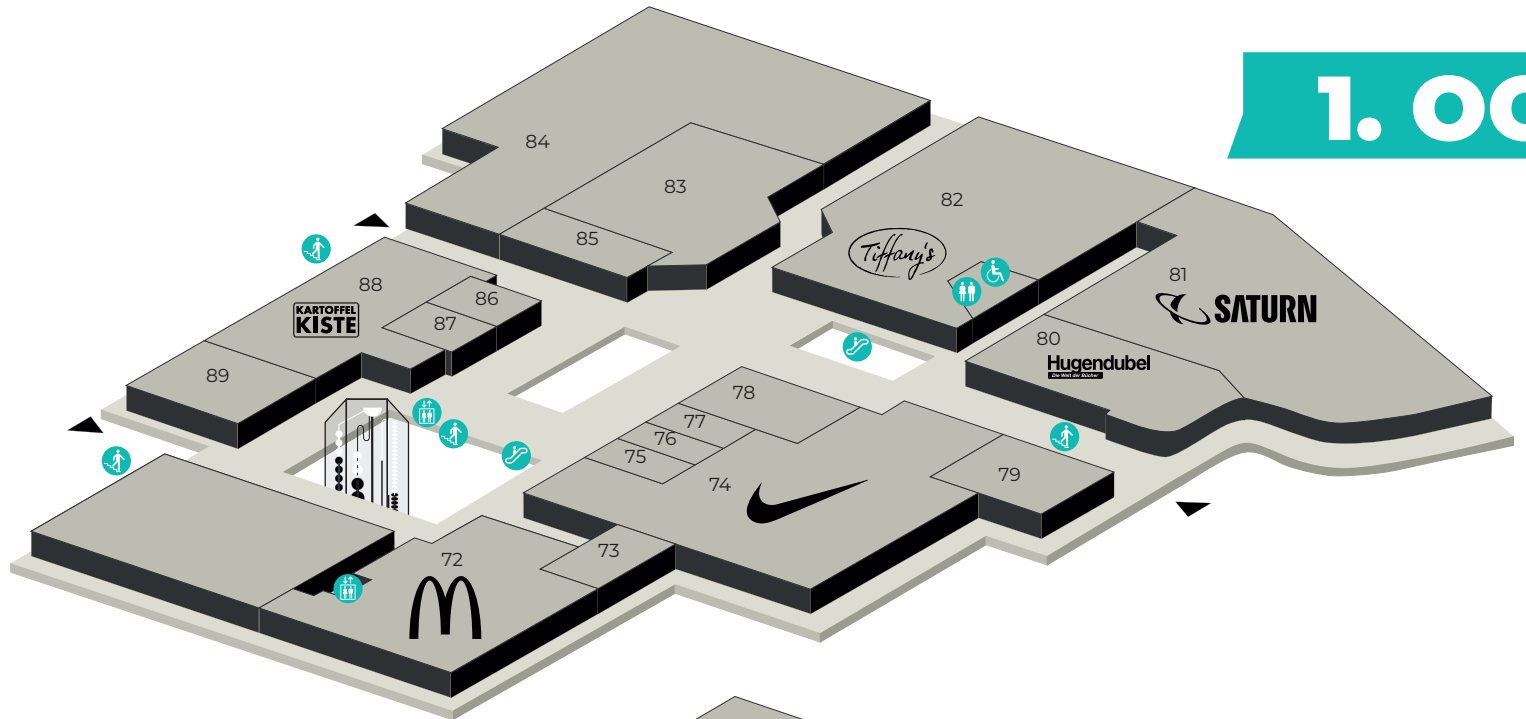 1. OG
84
83
82
85
Tiffany's
88
86
81
KARTOFFEL
KISTE
87
SATURN
80
Hugendubel
Die Welt der Bücher
89
78
77
76
75
74
79
73
72